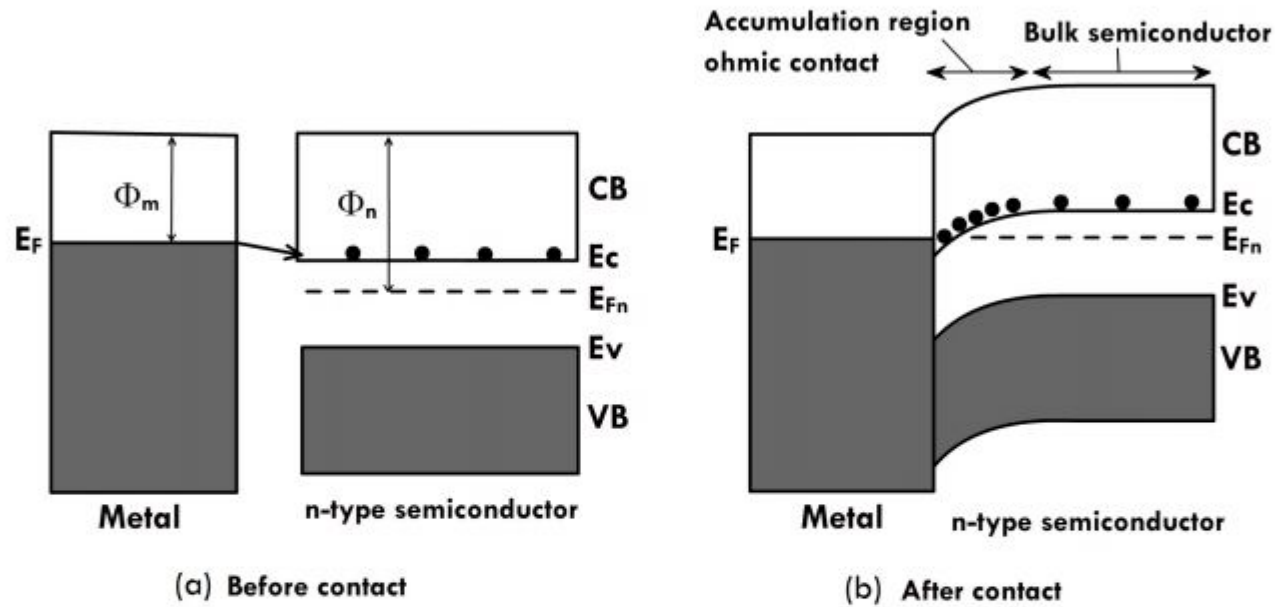 Accumulation region
ohmic contact
Bulk semiconductor
Φm
Φn
CB
EF
Ec
EFn
Ev
VB
Metal
n-type semiconductor
(a) Before contact
CB
Ec
EF
EFn
Ev
VB
Metal
n-type semiconductor
(b) After contact